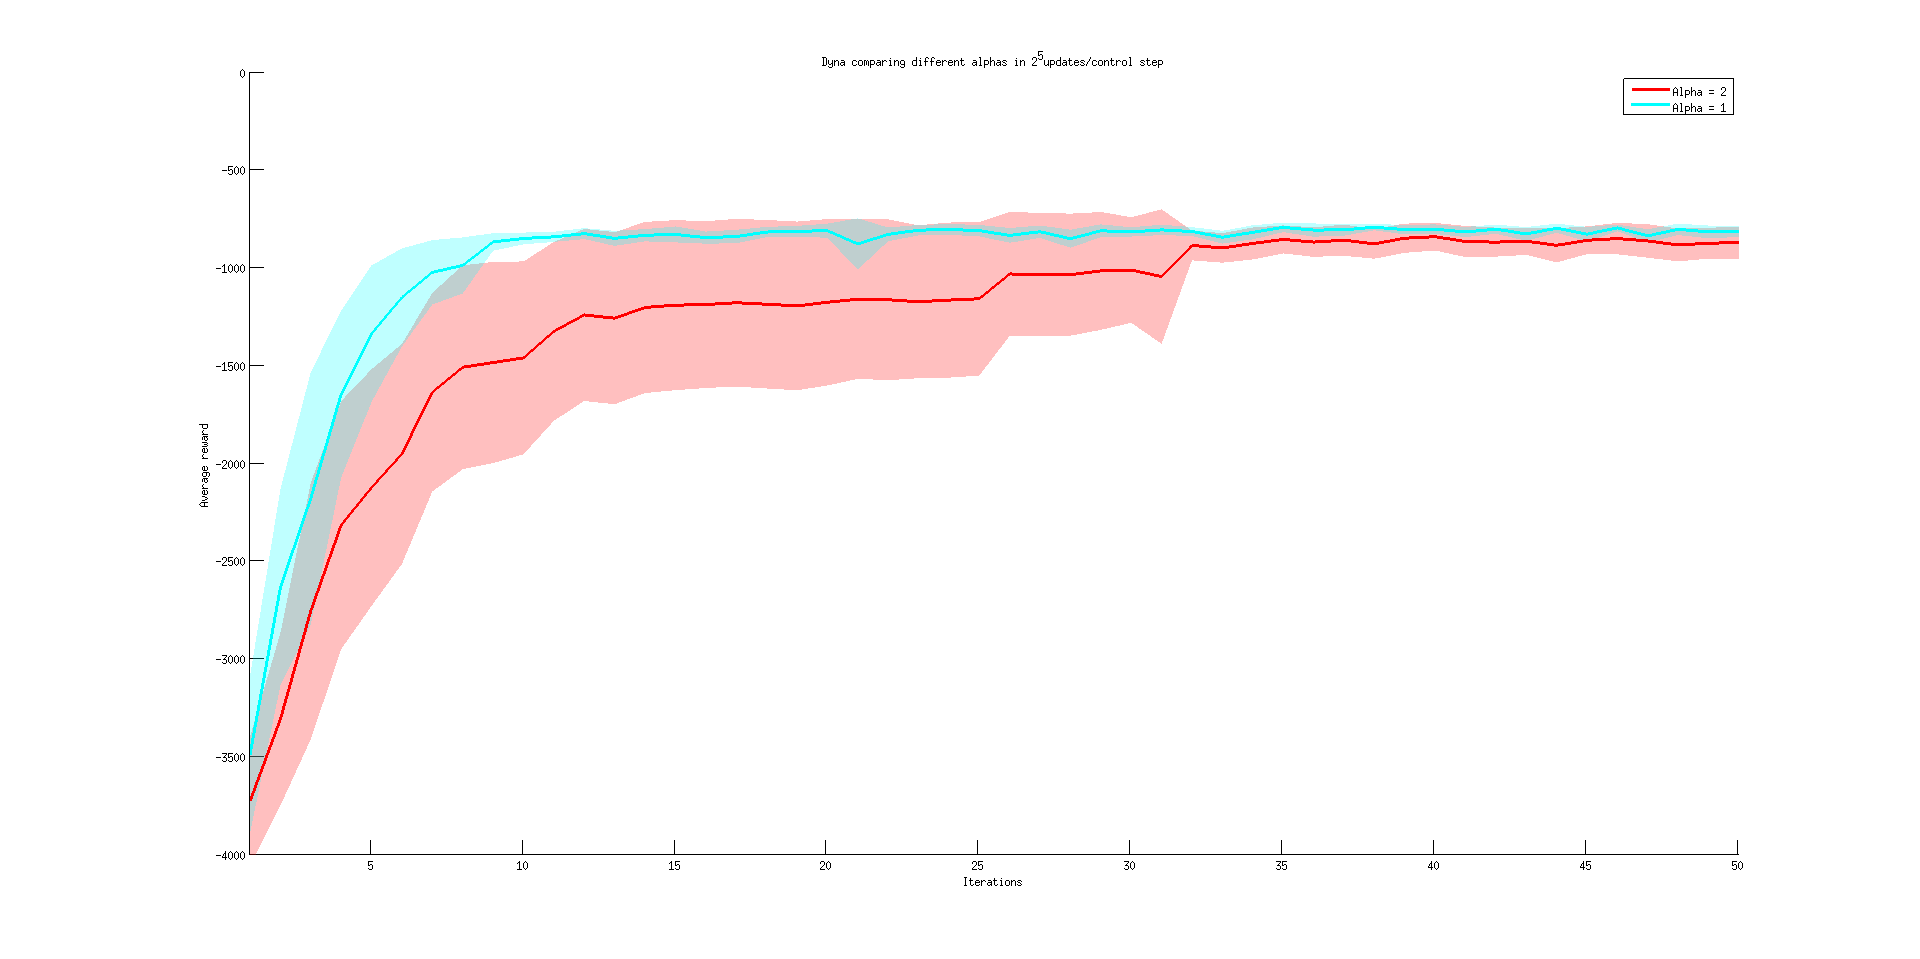 Dyna comparing different alphas in 2^5 updates/control step
Alpha = 2
Alpha = 1
0
-500
-1000
-1500
-2000
-2500
-3000
-3500
-4000
Average reward
5 10 15 20 25 30 35 40 45 50
Iterations